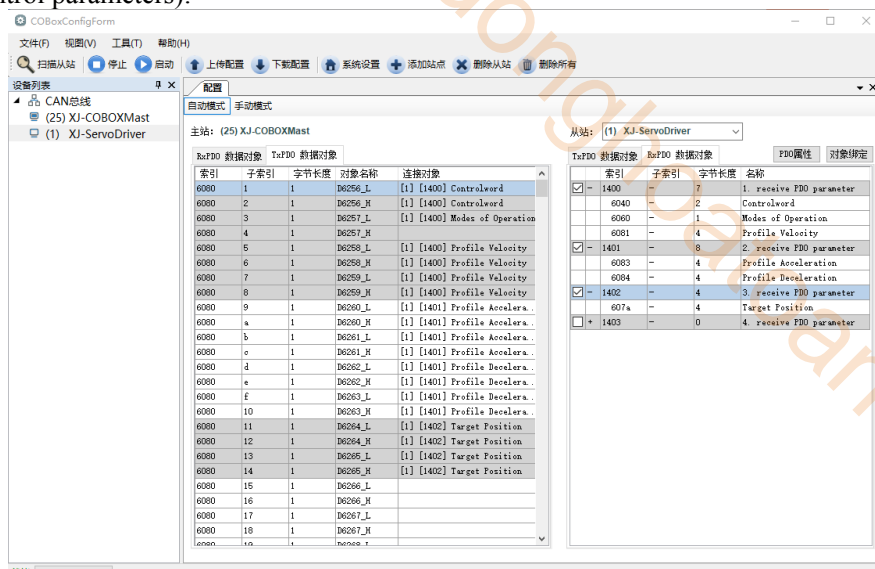 ntrol parameters).
COBoxConfigForm
文件(F) 视图(V) 工具(T) 帮助(H)
扫描从站 停止 启动 上传配置 下载配置 系统设置 添加站点 删除从站 删除所有
设备列表
CAN总线
(25) XJ-COBOXMast
(1) XJ-ServoDriver
配置
自动模式 手动模式
主站: (25) XJ-COBOXMast
RxPDO 数据对象 TxPDO 数据对象
索引 子索引 字节长度 对象名称 连接对象
6080 1 1 D6256_L [1] [1400] Controlword
6080 2 1 D6256_H [1] [1400] Controlword
6080 3 1 D6257_L [1] [1400] Modes of Operation
6080 4 1 D6257_H
6080 5 1 D6258_L [1] [1400] Profile Velocity
6080 6 1 D6258_H [1] [1400] Profile Velocity
6080 7 1 D6259_L [1] [1400] Profile Velocity
6080 8 1 D6259_H [1] [1400] Profile Velocity
6080 9 1 D6260_L [1] [1401] Profile Accelera..
6080 a 1 D6260_H [1] [1401] Profile Accelera..
6080 b 1 D6261_L [1] [1401] Profile Accelera..
6080 c 1 D6261_H [1] [1401] Profile Accelera..
6080 d 1 D6262_L [1] [1401] Profile Decelera..
6080 e 1 D6262_H [1] [1401] Profile Decelera..
6080 f 1 D6263_L [1] [1401] Profile Decelera..
6080 10 1 D6263_H [1] [1401] Profile Decelera..
6080 11 1 D6264_L [1] [1402] Target Position
6080 12 1 D6264_H [1] [1402] Target Position
6080 13 1 D6265_L [1] [1402] Target Position
6080 14 1 D6265_H [1] [1402] Target Position
6080 15 1 D6266_L
6080 16 1 D6266_H
6080 17 1 D6267_L
6080 18 1 D6267_H
6080 19 1 D6268_L
从站: (1) XJ-ServoDriver
TxPDO 数据对象 RxPDO 数据对象 PDO属性 对象绑定
索引 子索引 字节长度 名称
- 1400 - 7 1. receive PDO parameter
6040 - 2 Controlword
6060 - 1 Modes of Operation
6081 - 4 Profile Velocity
- 1401 - 8 2. receive PDO parameter
6083 - 4 Profile Acceleration
6084 - 4 Profile Deceleration
- 1402 - 4 3. receive PDO parameter
607a - 4 Target Position
+ 1403 - 0 4. receive PDO parameter